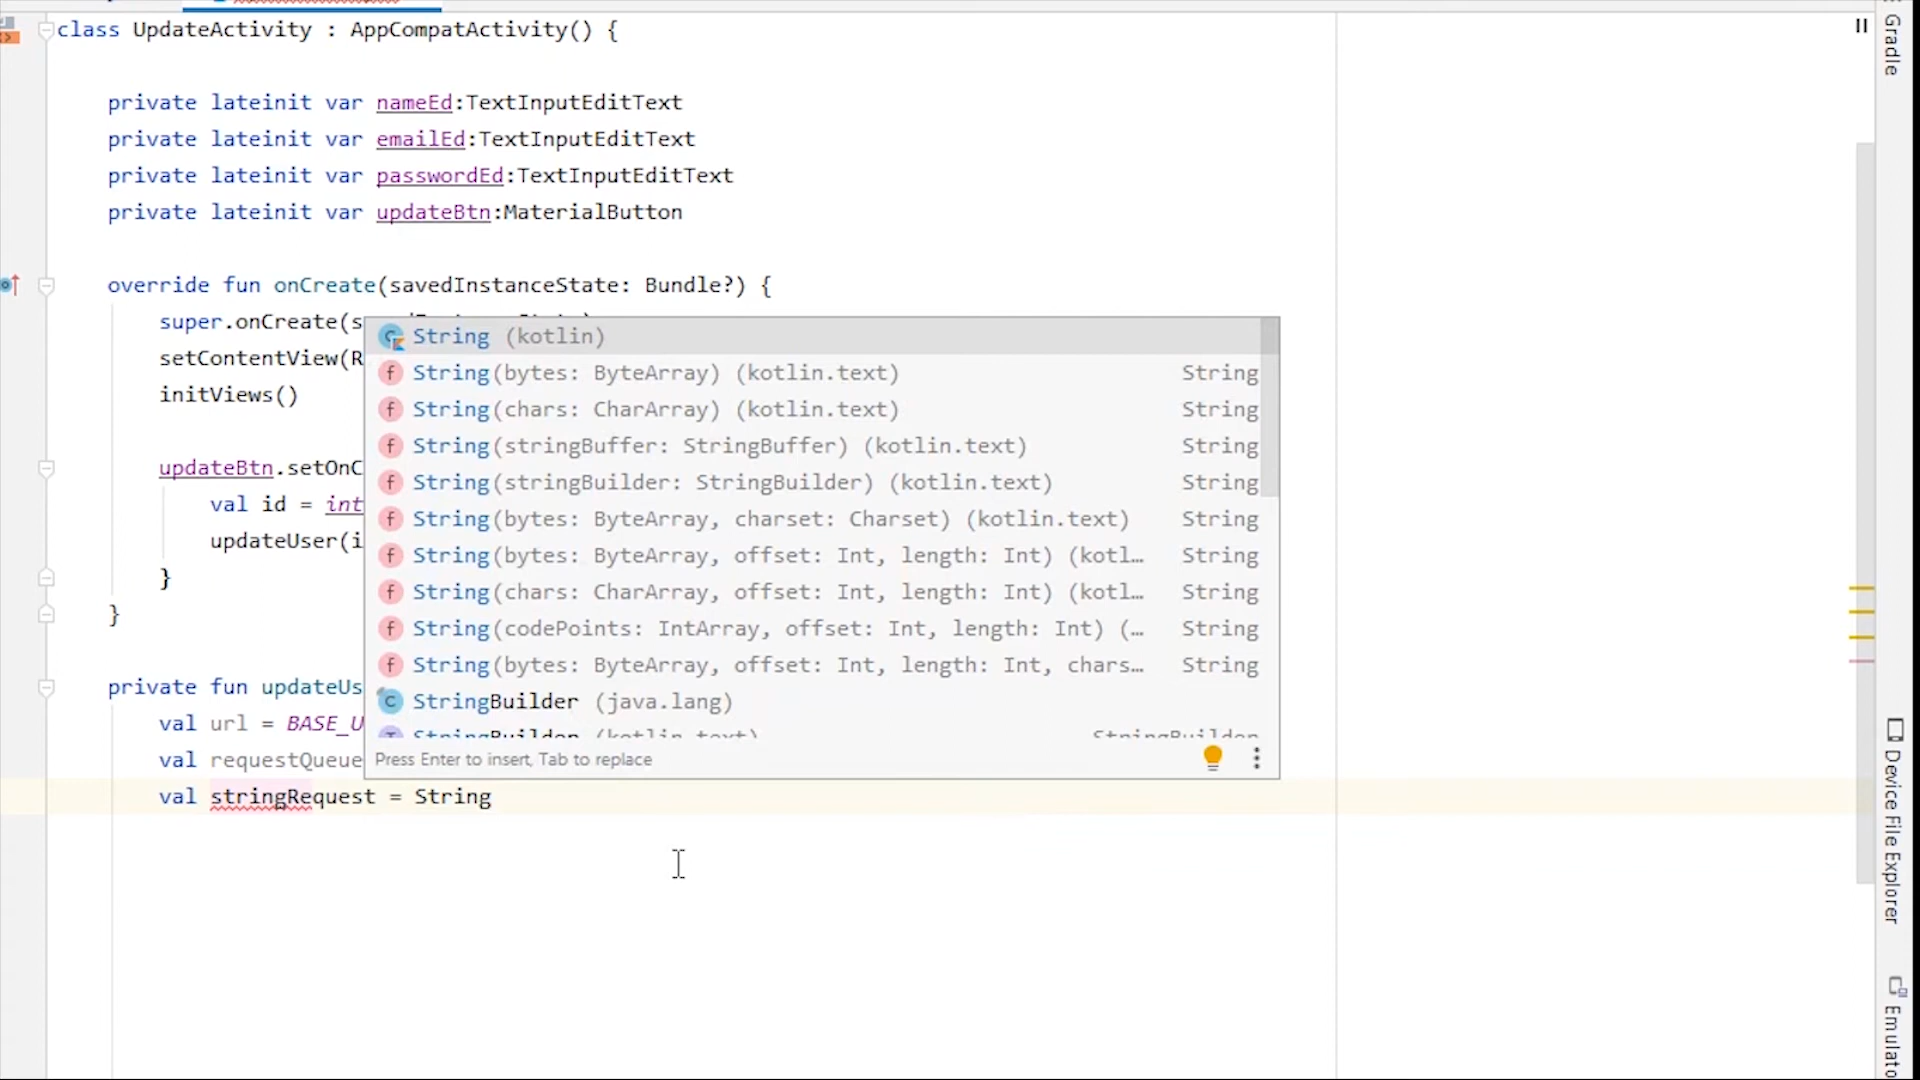 class UpdateActivity : AppCompatActivity() {
private lateinit var nameEd:TextInputEditText
private lateinit var emailEd:TextInputEditText
private lateinit var passwordEd:TextInputEditText
private lateinit var updateBtn:MaterialButton
override fun onCreate(savedInstanceState: Bundle?) {
super.onCreate(s
String (kotlin)
setContentView(R
String(bytes: ByteArray) (kotlin.text) String
initViews()
String(chars: CharArray) (kotlin.text) String
String(stringBuffer: StringBuffer) (kotlin.text) String
updateBtn.setOnC
String(stringBuilder: StringBuilder) (kotlin.text) String
val id = int
String(bytes: ByteArray, charset: Charset) (kotlin.text) String
updateUser(i
String(bytes: ByteArray, offset: Int, length: Int) (kotl… String
}
String(chars: CharArray, offset: Int, length: Int) (kotl… String
}
String(codePoints: IntArray, offset: Int, length: Int) (… String
String(bytes: ByteArray, offset: Int, length: Int, chars… String
private fun updateUs
StringBuilder (java.lang)
val url = BASE_U
StringBuilder (kotlin.text) StringBuilder
val requestQueue
Press Enter to insert, Tab to replace
val stringRequest = String
Gradle
Device File Explorer
Emulato